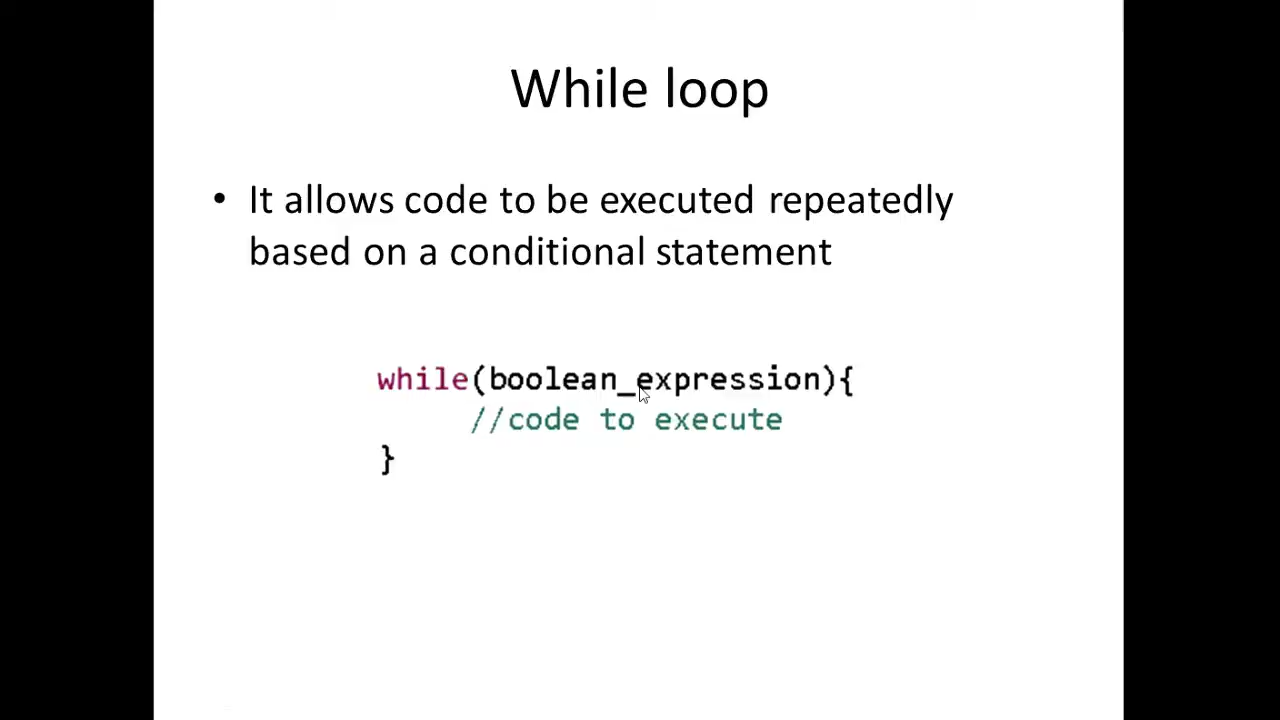 While loop
• It allows code to be executed repeatedly
based on a conditional statement
while(boolean_expression){
//code to execute
}